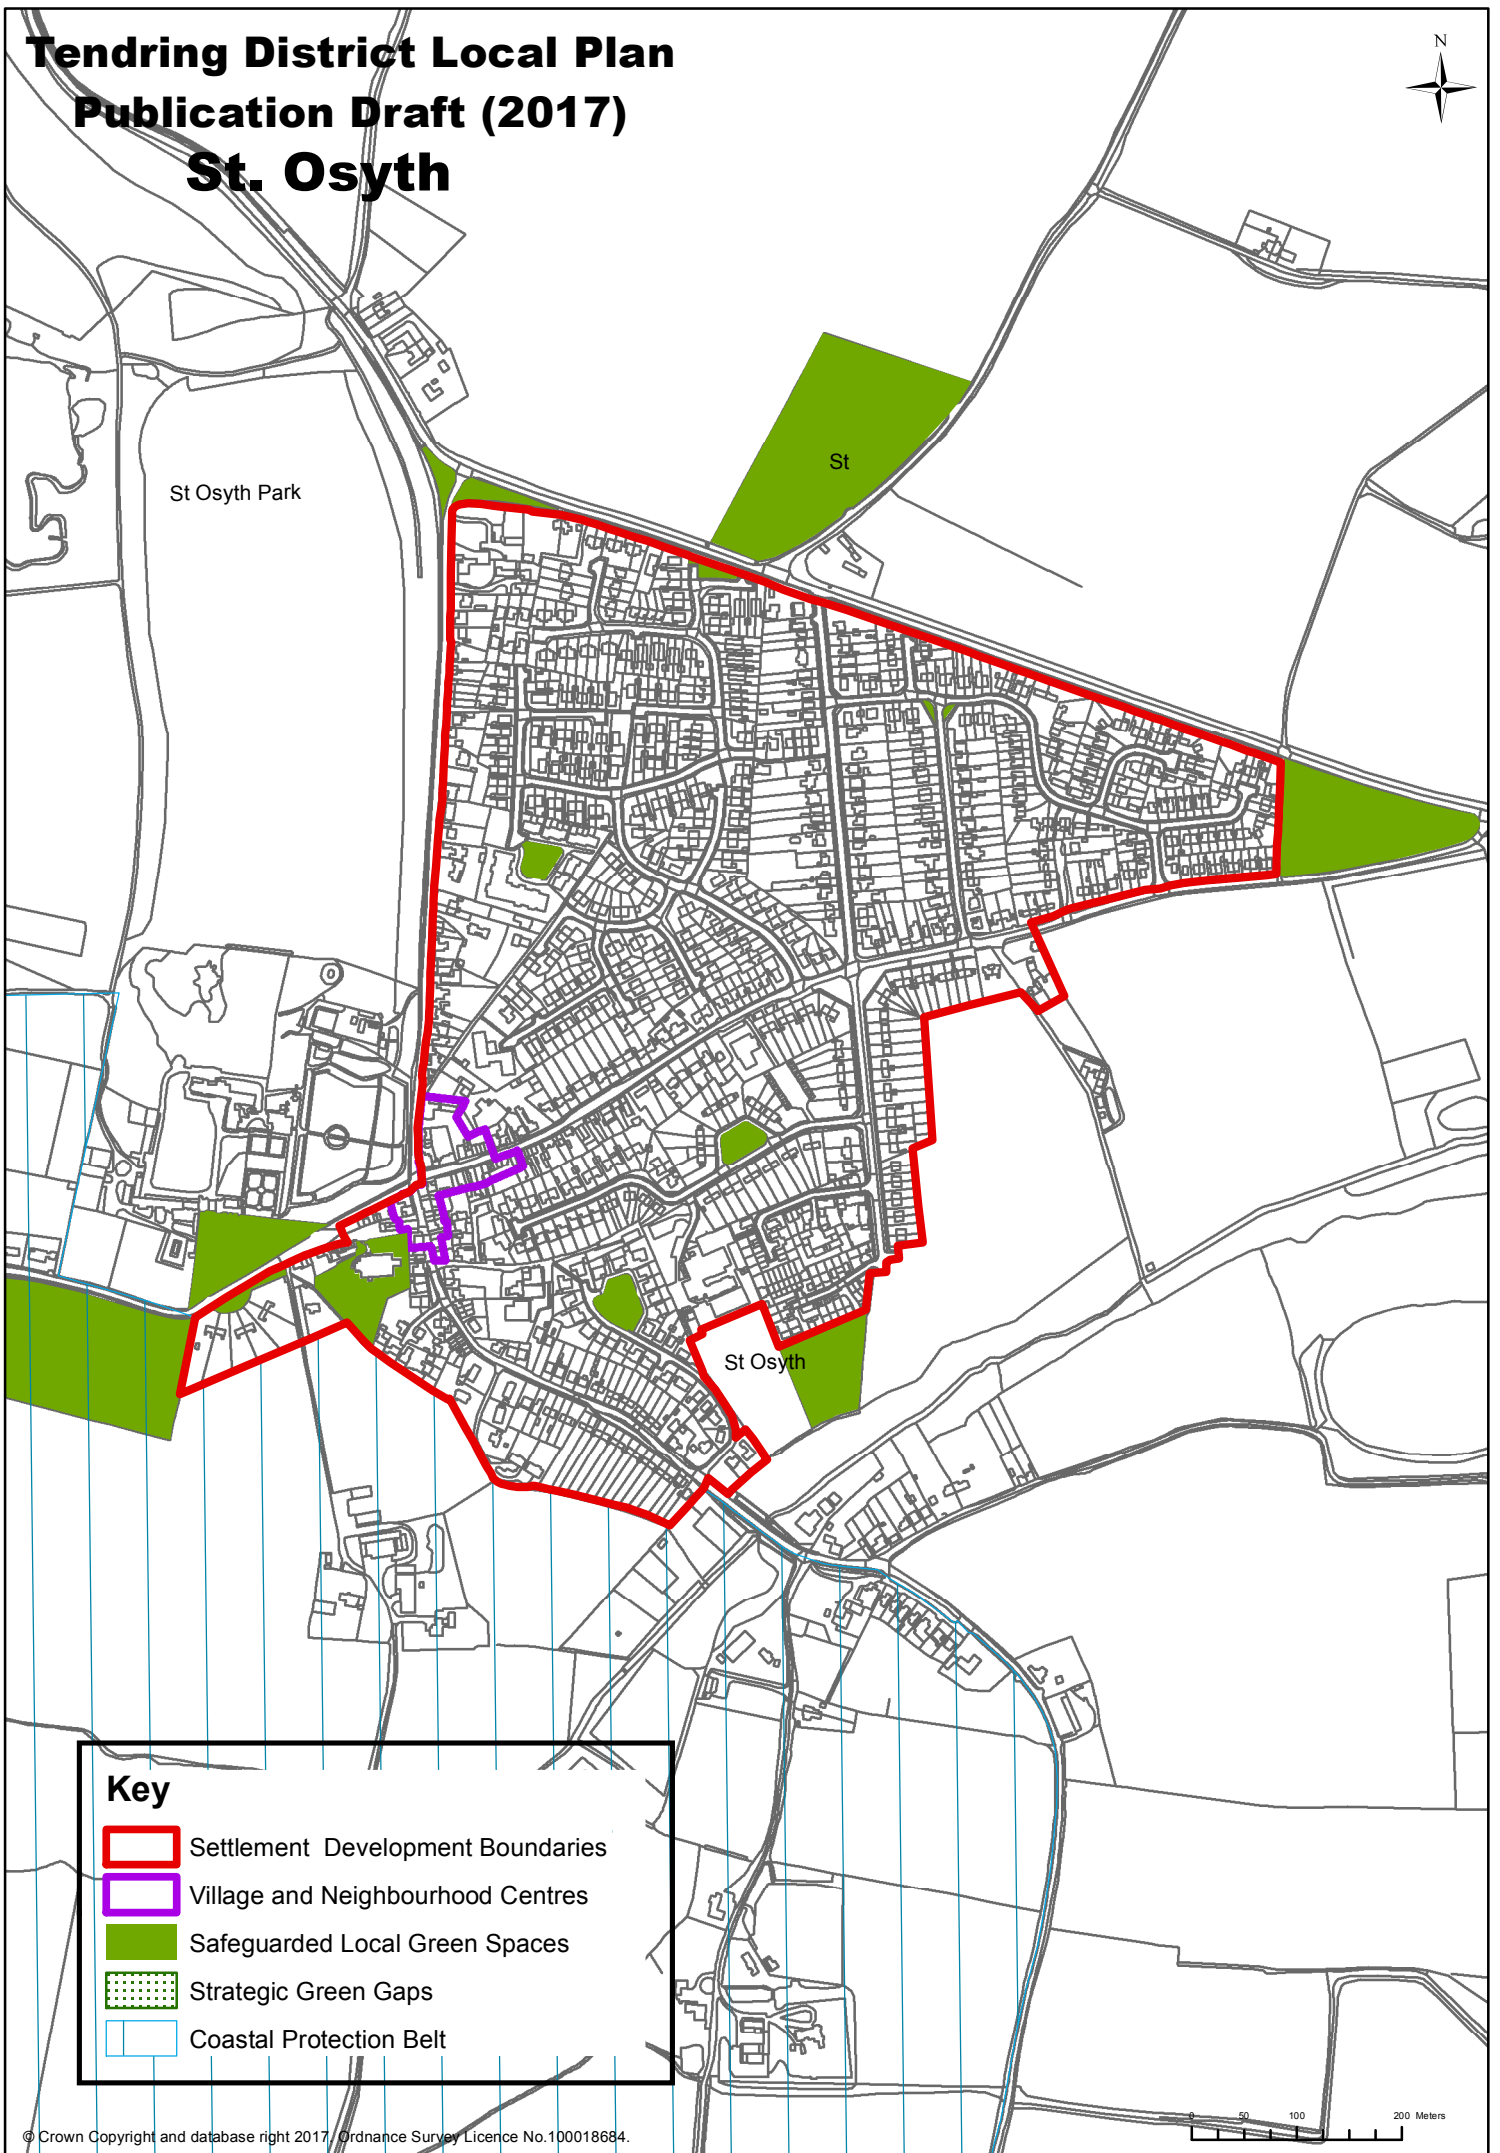 Tendring District Local Plan
Publication Draft (2017)
St. Osyth
N
St
St Osyth Park
St Osyth
Key
Settlement Development Boundaries
Village and Neighbourhood Centres
Safeguarded Local Green Spaces
Strategic Green Gaps
Coastal Protection Belt
0 50 100 200 Meters
© Crown Copyright and database right 2017. Ordnance Survey Licence No.100018684.